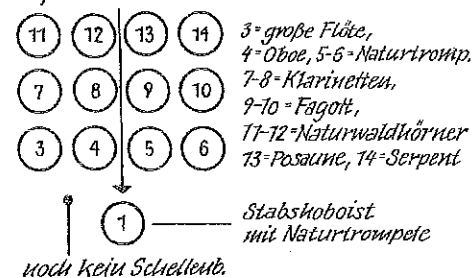 11 12 13 14
3=große Flöte,
4=Oboe, 5-6=Naturtromp.
7 8 9 10
7-8=Klarinetten,
9-10=Fagott,
3 4 5 6
11-12=Naturwaldhörner
13=Posaune, 14=Serpent
1
Stabshoboist
mit Naturtrompete
noch kein Schellenb.